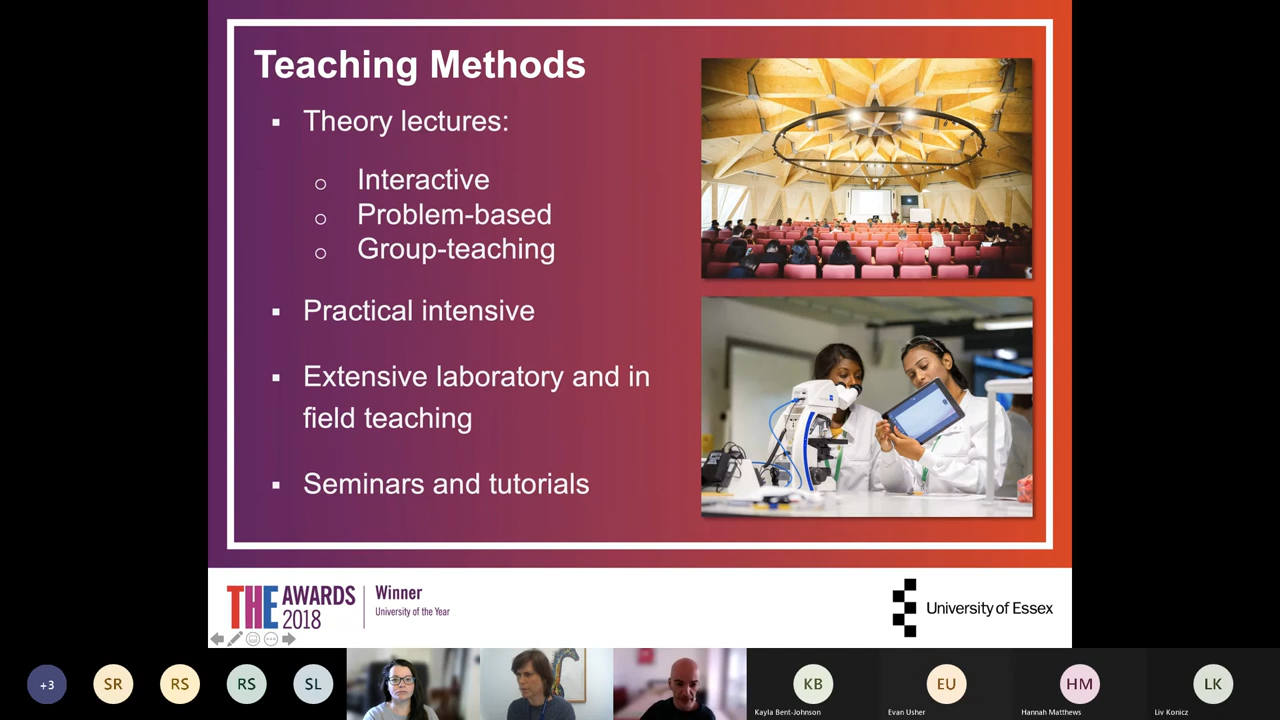 Teaching Methods
Theory lectures:
Interactive
Problem-based
Group-teaching
Practical intensive
Extensive laboratory and in
field teaching
Seminars and tutorials
THE AWARDS 2018
Winner
University of the Year
University of Essex
+3
SR
RS
RS
SL
KB
Kayla Bent-Johnson
EU
Evan Usher
HM
Hannah Matthews
LK
Liv Konicz